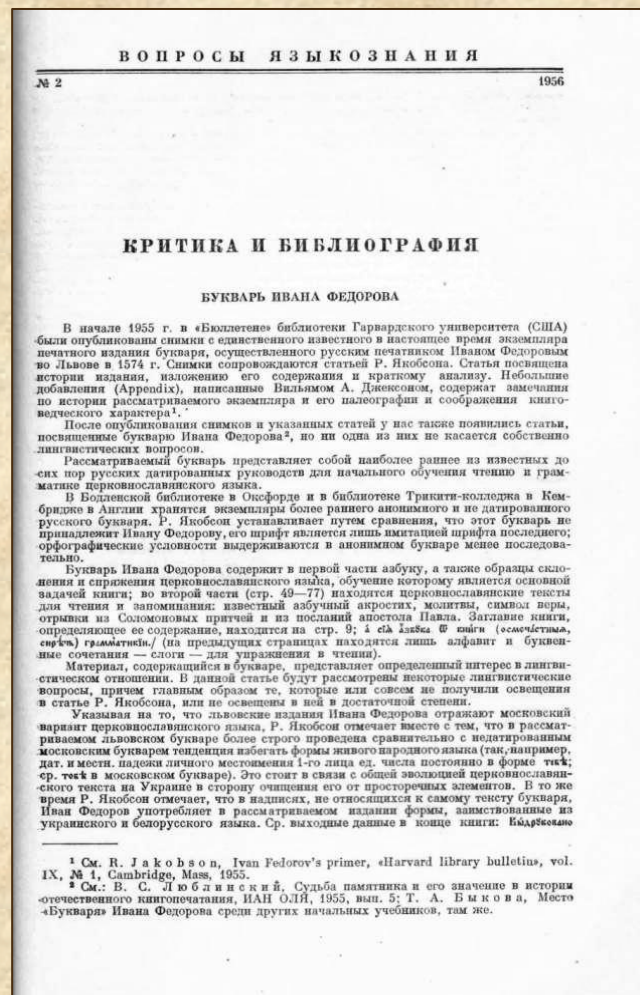 ВОПРОСЫ ЯЗЫКОЗНАНИЯ
№ 2 1956
КРИТИКА И БИБЛИОГРАФИЯ
БУКВАРЬ ИВАНА ФЕДОРОВА
В начале 1955 г. в «Бюллетене» библиотеки Гарвардского университета (США)
были опубликованы снимки с единственного известного в настоящее время экземпляра
печатного издания букваря, осуществленного русским печатником Иваном Федоровым
во Львове в 1574 г. Снимки сопровождаются статьей Р. Якобсона. Статья посвящена
истории издания, изложению его содержания и краткому анализу. Небольшие
добавления (Appendix), написанные Вильямом А. Джексоном, содержат замечания
по истории рассматриваемого экземпляра и его палеографии и соображения книго-
ведческого характера¹.
После опубликования снимков и указанных статей у нас также появились статьи,
посвященные букварю Ивана Федорова², но ни одна из них не касается собственно
лингвистических вопросов.
Рассматриваемый букварь представляет собой наиболее раннее из известных до
сих пор русских датированных руководств для начального обучения чтению и грам-
матике церковнославянского языка.
В Бодленской библиотеке в Оксфорде и в библиотеке Трикити-колледжа в Кем-
бридже в Англии хранятся экземпляры более раннего анонимного и не датированного
русского букваря. Р. Якобсон устанавливает путем сравнения, что этот букварь не
принадлежит Ивану Федорову, его шрифт является лишь имитацией шрифта последнего;
орфографические условности выдерживаются в анонимном букваре менее последова-
тельно.
Букварь Ивана Федорова содержит в первой части азбуку, а также образцы скло-
нения и спряжения церковнославянского языка, обучение которому является основной
задачей книги; во второй части (стр. 49—77) находятся церковнославянские тексты
для чтения и запоминания: известный азбучный акростих, молитвы, символ веры,
отрывки из Соломоновых притчей и из посланий апостола Павла. Заглавие книги,
определяющее ее содержание, находится на стр. 9; книги
(на предыдущих страницах находятся лишь алфавит и буквен-
ные сочетания — слоги — для упражнения в чтении).
Материал, содержащийся в букваре, представляет определенный интерес в лингви-
стическом отношении. В данной статье будут рассмотрены некоторые лингвистические
вопросы, причем главным образом те, которые или совсем не получили освещения
в статье Р. Якобсона, или не освещены в ней в достаточной степени.
Указывая на то, что львовские издания Ивана Федорова отражают московский
вариант церковнославянского языка, Р. Якобсон отмечает вместе с тем, что в рассмат-
риваемом львовском букваре более строго проведена сравнительно с недатированным
московским букварем тенденция избегать формы живого народного языка (так, например,
дат. и местн. падежи личного местоимения 1-го лица ед. числа постоянно в форме
ср. в московском букваре). Это стоит в связи с общей эволюцией церковнославян-
ского текста на Украине в сторону очищения его от просторечных элементов. В то же
время Р. Якобсон отмечает, что в надписях, не относящихся к самому тексту букваря,
Иван Федоров употребляет в рассматриваемом издании формы, заимствованные из
украинского и белорусского языка. Ср. выходные данные в конце книги:
¹ См. R. Jakobson, Ivan Fedorov's primer, «Harvard library bulletin», vol.
IX, № 1, Cambridge, Mass, 1955.
² См.: В. С. Люблинский, Судьба памятника и его значение в истории
отечественного книгопечатания, ИАН ОЛЯ, 1955, вып. 5; Т. А. Быкова, Место
«Букваря» Ивана Федорова среди других начальных учебников, там же.